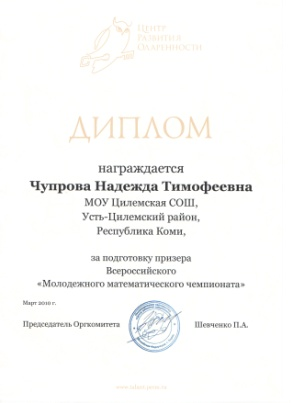 Центр
Развития
Одаренности
ДИПЛОМ
награждается
Чупрова Надежда Тимофеевна
МОУ Цилемская СОШ,
Усть-Цилемский район,
Республика Коми,
за подготовку призера
Всероссийского
«Молодежного математического чемпионата»
Март 2010 г.
Председатель Оргкомитета
Шевченко П.А.